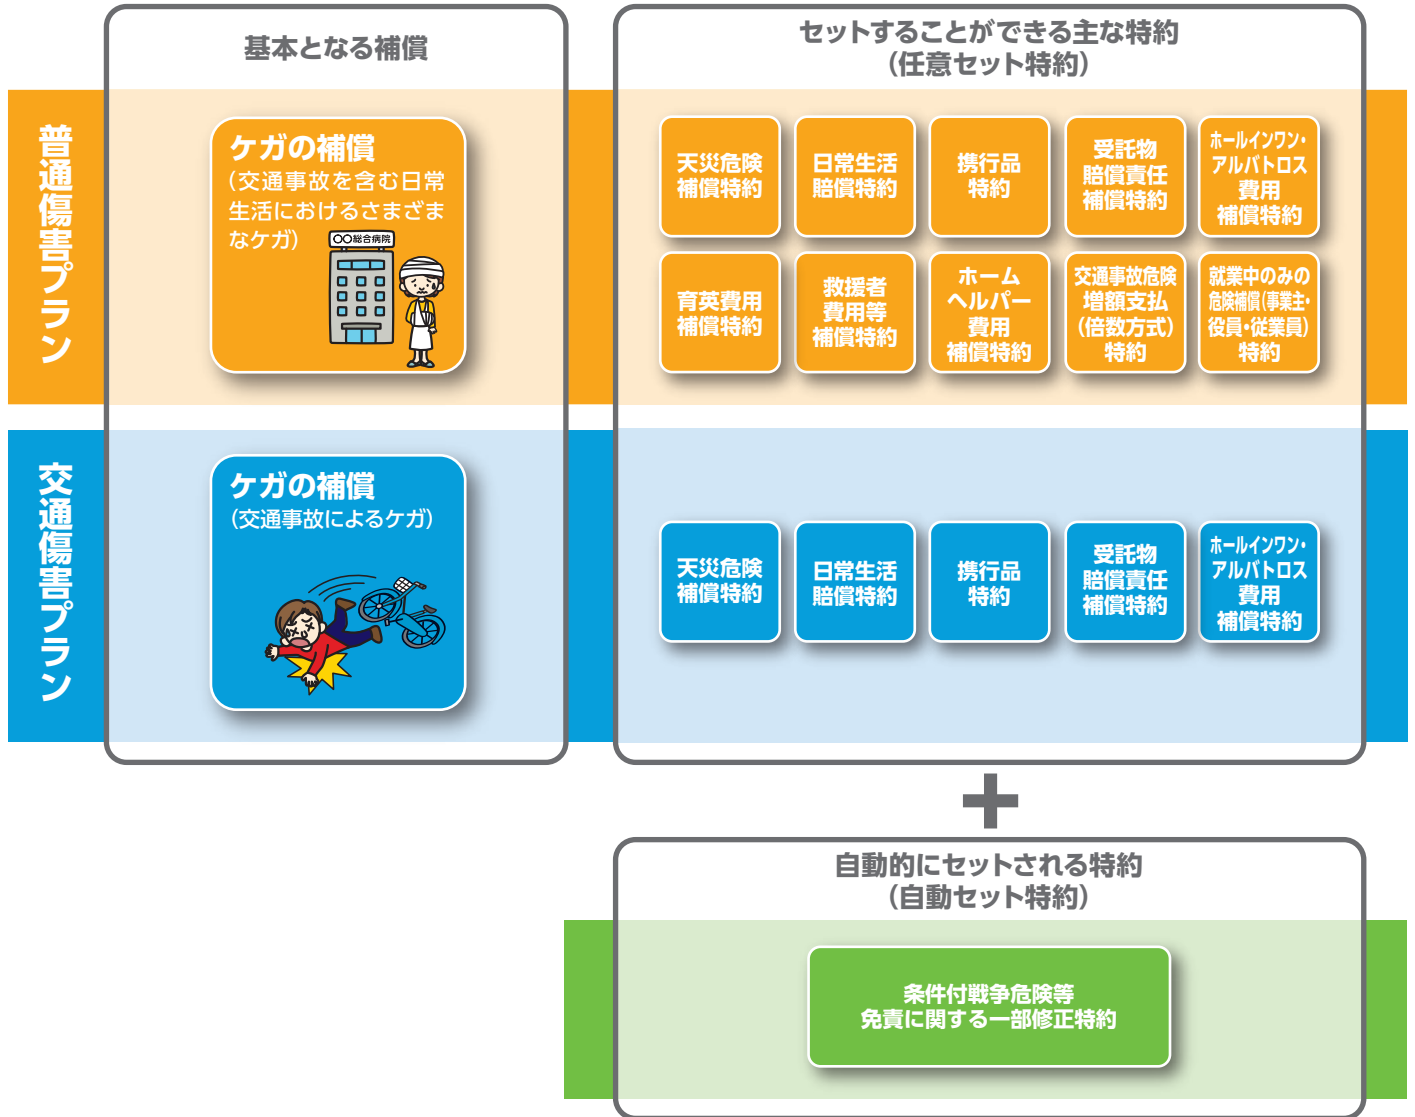 基本となる補償
セットすることができる主な特約
（任意セット特約）
普通傷害プラン
ケガの補償
（交通事故を含む日常
生活におけるさまざま
なケガ）
〇〇総合病院
天災危険
補償特約
日常生活
賠償特約
携行品
特約
受託物
賠償責任
補償特約
ホールインワン・
アルバトロス
費用
補償特約
育英費用
補償特約
救援者
費用等
補償特約
ホーム
ヘルパー
費用
補償特約
交通事故危険
増額支払
（倍数方式）
特約
就業中のみの
危険補償（事業主・
役員・従業員）
特約
交通傷害プラン
ケガの補償
（交通事故によるケガ）
天災危険
補償特約
日常生活
賠償特約
携行品
特約
受託物
賠償責任
補償特約
ホールインワン・
アルバトロス
費用
補償特約
+
自動的にセットされる特約
（自動セット特約）
条件付戦争危険等
免責に関する一部修正特約